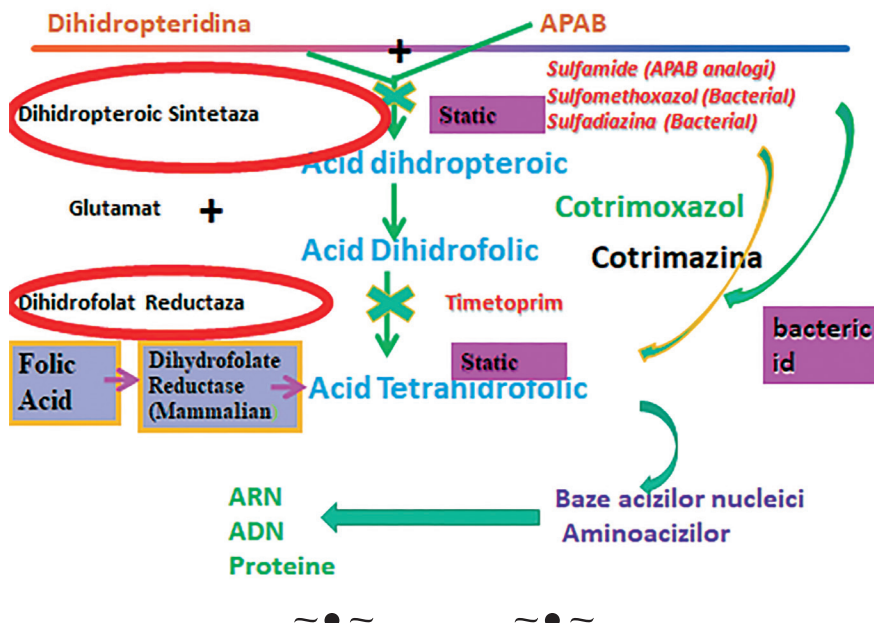 Dihidropteridina
APAB
+
Sulfamide (APAB analogi)
Sulfomethoxazol (Bacterial)
Sulfadiazina (Bacterial)
Dihidropteroic Sintetaza
Static
Acid dihdropteroic
Glutamat +
Cotrimoxazol
Acid Dihidrofolic
Cotrimazina
Dihidrofolat Reductaza
Timetoprim
bacteric
id
Static
Folic
Acid
Dihydrofolate
Reductase
(Mammalian)
Acid Tetrahidrofolic
Baze acizilor nucleici
Aminoacizilor
ARN
ADN
Proteine
~•~ ~•~